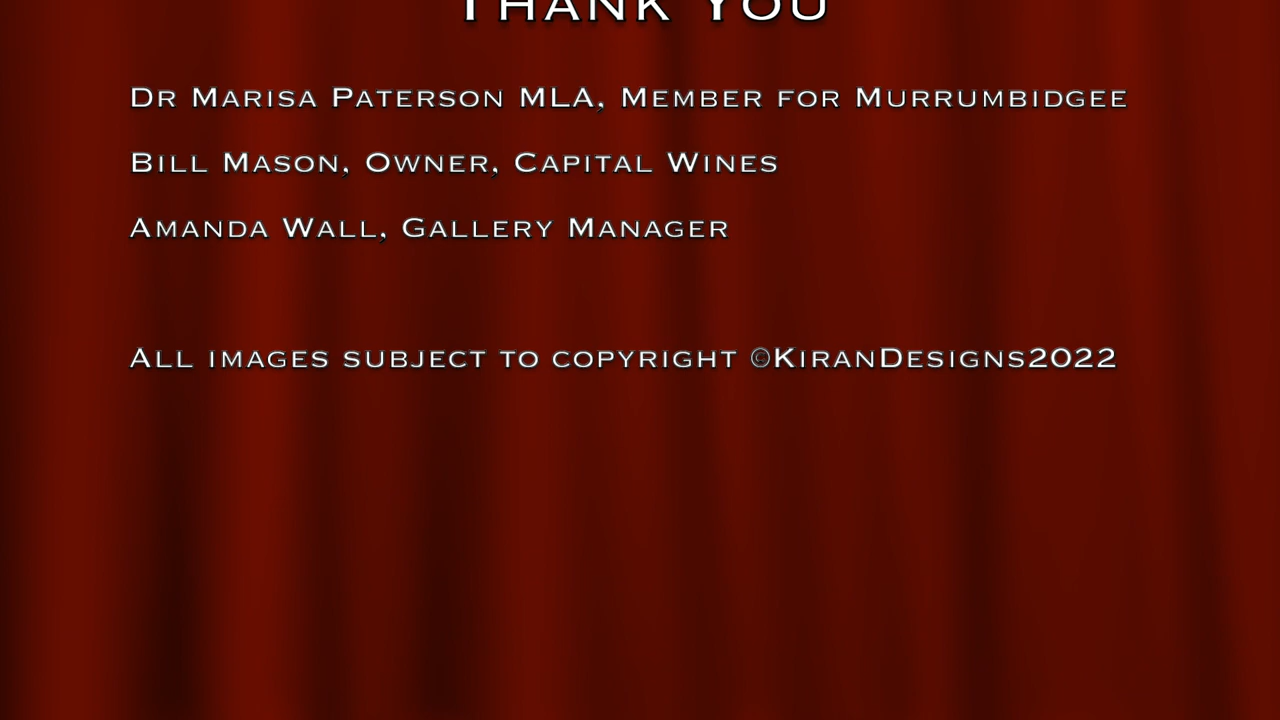 Thank You
Dr Marisa Paterson MLA, Member for Murrumbidgee
Bill Mason, Owner, Capital Wines
Amanda Wall, Gallery Manager
All images subject to copyright ©KiranDesigns2022